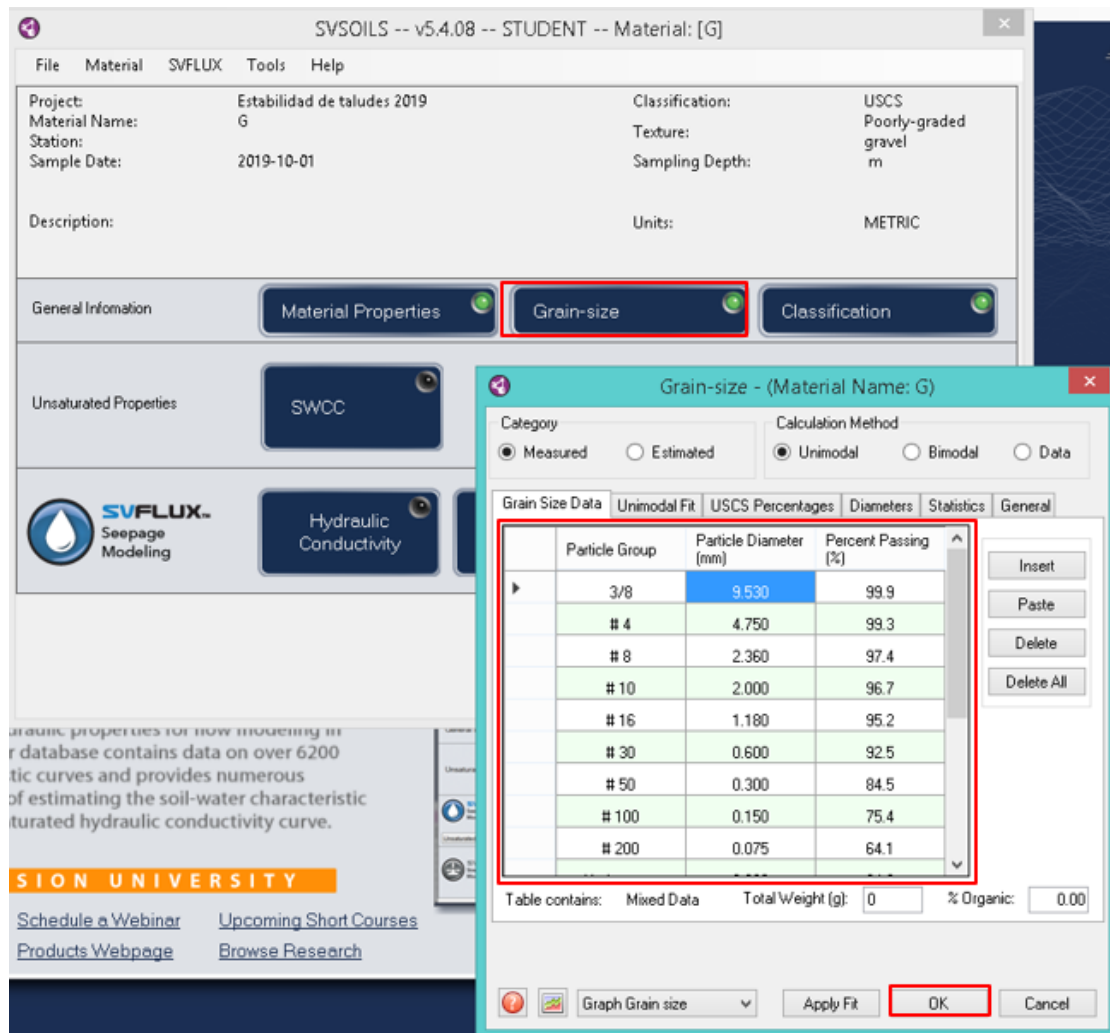 SVSOILS -- v5.4.08 -- STUDENT -- Material: [G]
File Material SVFLUX Tools Help
Project: Estabilidad de taludes 2019 Classification: USCS
Material Name: G Texture: Poorly-graded
Station: gravel
Sample Date: 2019-10-01 Sampling Depth: m
Description: Units: METRIC
General Infomation Material Properties Grain-size Classification
Unsaturated Properties SWCC
SVFLUX
Seepage
Modeling
Hydraulic
Conductivity
Grain-size - (Material Name: G)
Category Calculation Method
Measured Estimated Unimodal Bimodal Data
Grain Size Data Unimodal Fit USCS Percentages Diameters Statistics General
Particle Group Particle Diameter (mm) Percent Passing (%)
3/8 9.530 99.9
# 4 4.750 99.3
# 8 2.360 97.4
# 10 2.000 96.7
# 16 1.180 95.2
# 30 0.600 92.5
# 50 0.300 84.5
# 100 0.150 75.4
# 200 0.075 64.1
Insert
Paste
Delete
Delete All
Table contains: Mixed Data Total Weight (g): 0 % Organic: 0.00
Graph Grain size Apply Fit OK Cancel
draulic properties for flow modeling in
r database contains data on over 6200
tic curves and provides numerous
of estimating the soil-water characteristic
turated hydraulic conductivity curve.
SION UNIVERSITY
Schedule a Webinar Upcoming Short Courses
Products Webpage Browse Research